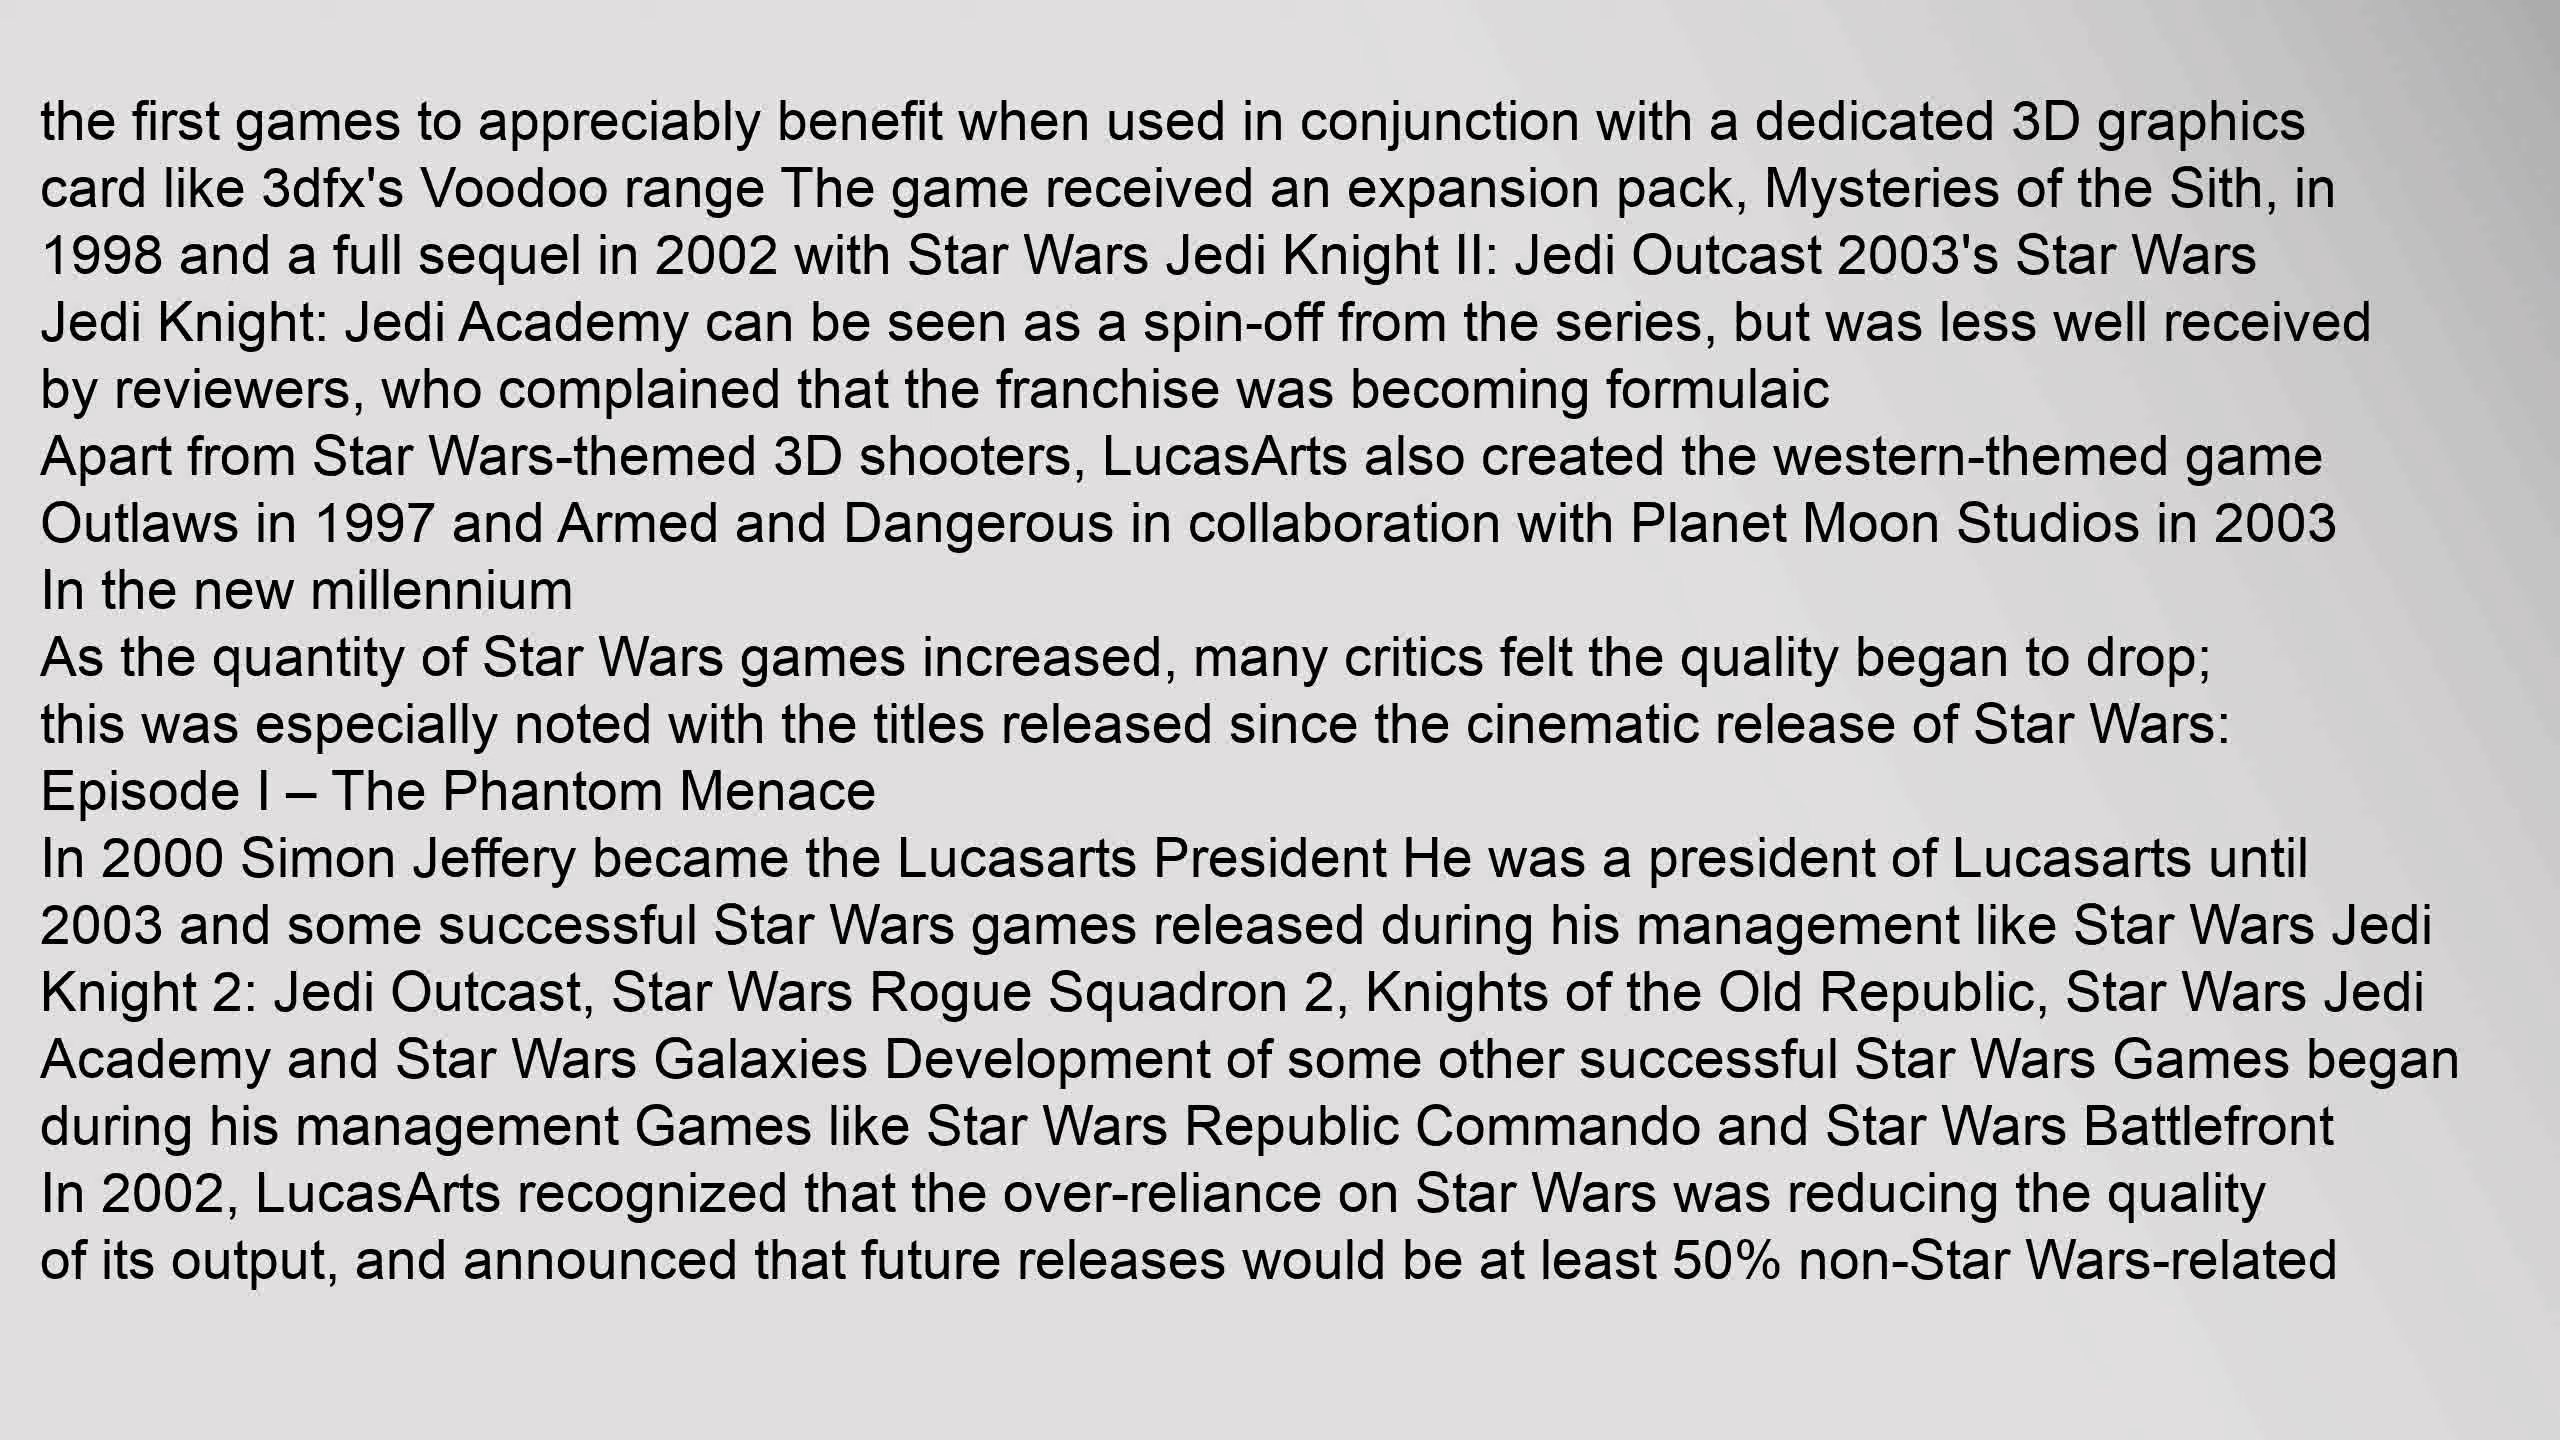 the first games to appreciably benefit when used in conjunction with a dedicated 3D graphics
card like 3dfx's Voodoo range The game received an expansion pack, Mysteries of the Sith, in
1998 and a full sequel in 2002 with Star Wars Jedi Knight II: Jedi Outcast 2003's Star Wars
Jedi Knight: Jedi Academy can be seen as a spin-off from the series, but was less well received
by reviewers, who complained that the franchise was becoming formulaic
Apart from Star Wars-themed 3D shooters, LucasArts also created the western-themed game
Outlaws in 1997 and Armed and Dangerous in collaboration with Planet Moon Studios in 2003
In the new millennium
As the quantity of Star Wars games increased, many critics felt the quality began to drop;
this was especially noted with the titles released since the cinematic release of Star Wars:
Episode I – The Phantom Menace
In 2000 Simon Jeffery became the Lucasarts President He was a president of Lucasarts until
2003 and some successful Star Wars games released during his management like Star Wars Jedi
Knight 2: Jedi Outcast, Star Wars Rogue Squadron 2, Knights of the Old Republic, Star Wars Jedi
Academy and Star Wars Galaxies Development of some other successful Star Wars Games began
during his management Games like Star Wars Republic Commando and Star Wars Battlefront
In 2002, LucasArts recognized that the over-reliance on Star Wars was reducing the quality
of its output, and announced that future releases would be at least 50% non-Star Wars-related